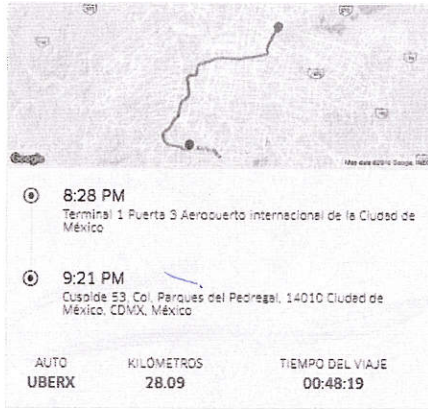 Google
8:28 PM
Terminal 1 Puerta 3 Aeropuerto internacional de la Ciudad de
México
9:21 PM
Cuspide 53, Col. Parques del Pedregal, 14010 Ciudad de
México, CDMX, México
AUTO KILÓMETROS TIEMPO DEL VIAJE
UBERX 28.09 00:48:19